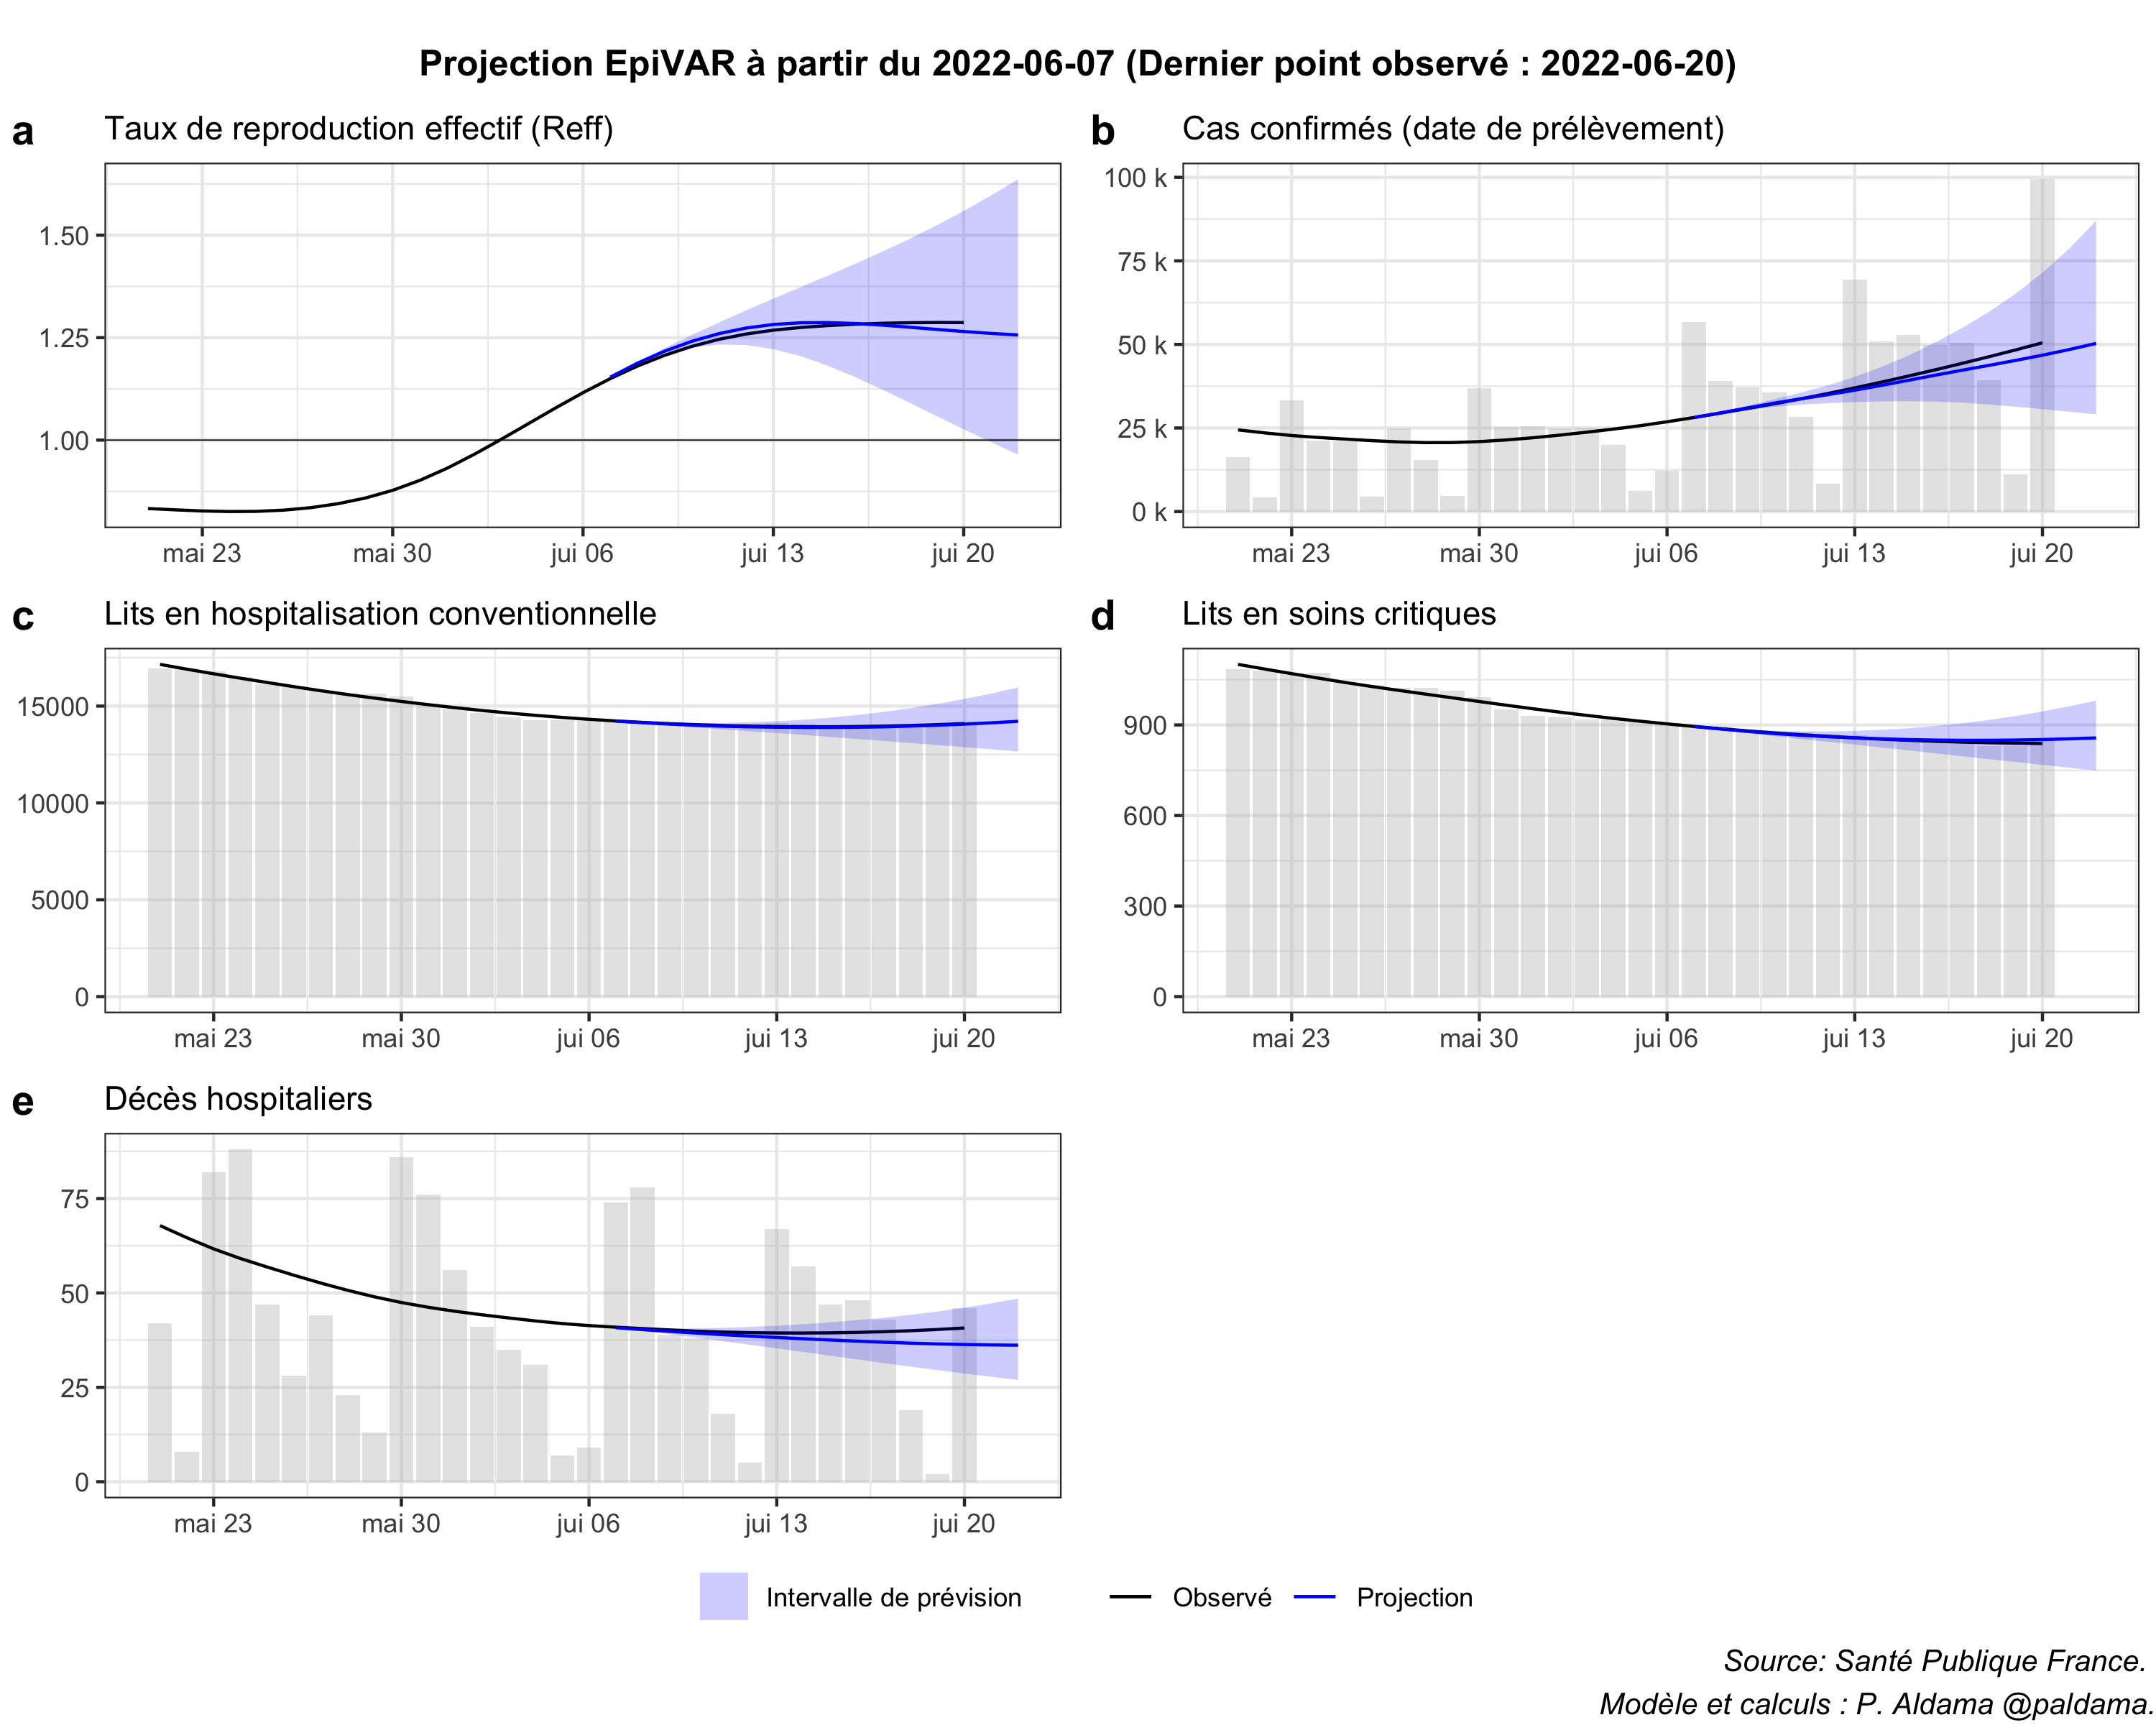 Projection EpiVAR à partir du 2022-06-07 (Dernier point observé : 2022-06-20)
a Taux de reproduction effectif (Reff)
1.50
1.25
1.00
mai 23 mai 30 jui 06 jui 13 jui 20
b Cas confirmés (date de prélèvement)
100 k
75 k
50 k
25 k
0 k
mai 23 mai 30 jui 06 jui 13 jui 20
c Lits en hospitalisation conventionnelle
15000
10000
5000
0
mai 23 mai 30 jui 06 jui 13 jui 20
d Lits en soins critiques
900
600
300
0
mai 23 mai 30 jui 06 jui 13 jui 20
e Décès hospitaliers
75
50
25
0
mai 23 mai 30 jui 06 jui 13 jui 20
Intervalle de prévision Observé Projection
Source: Santé Publique France.
Modèle et calculs : P. Aldama @paldama.